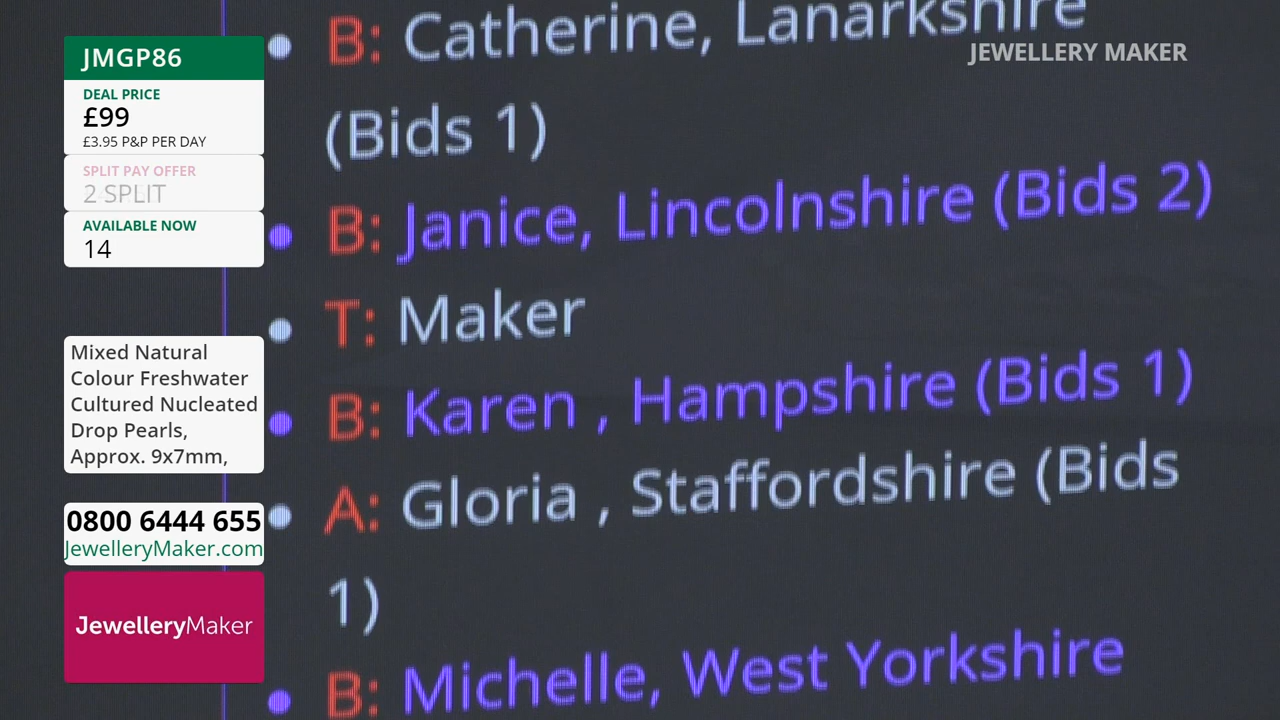 JMGP86
DEAL PRICE
£99
£3.95 P&P PER DAY
SPLIT PAY OFFER
2 SPLIT
AVAILABLE NOW
14
Mixed Natural
Colour Freshwater
Cultured Nucleated
Drop Pearls,
Approx. 9x7mm,
0800 6444 655
JewelleryMaker.com
JewelleryMaker
JEWELLERY MAKER
B: Catherine, Lanarkshire
(Bids 1)
B: Janice, Lincolnshire (Bids 2)
T: Maker
B: Karen , Hampshire (Bids 1)
A: Gloria , Staffordshire (Bids
1)
B: Michelle, West Yorkshire